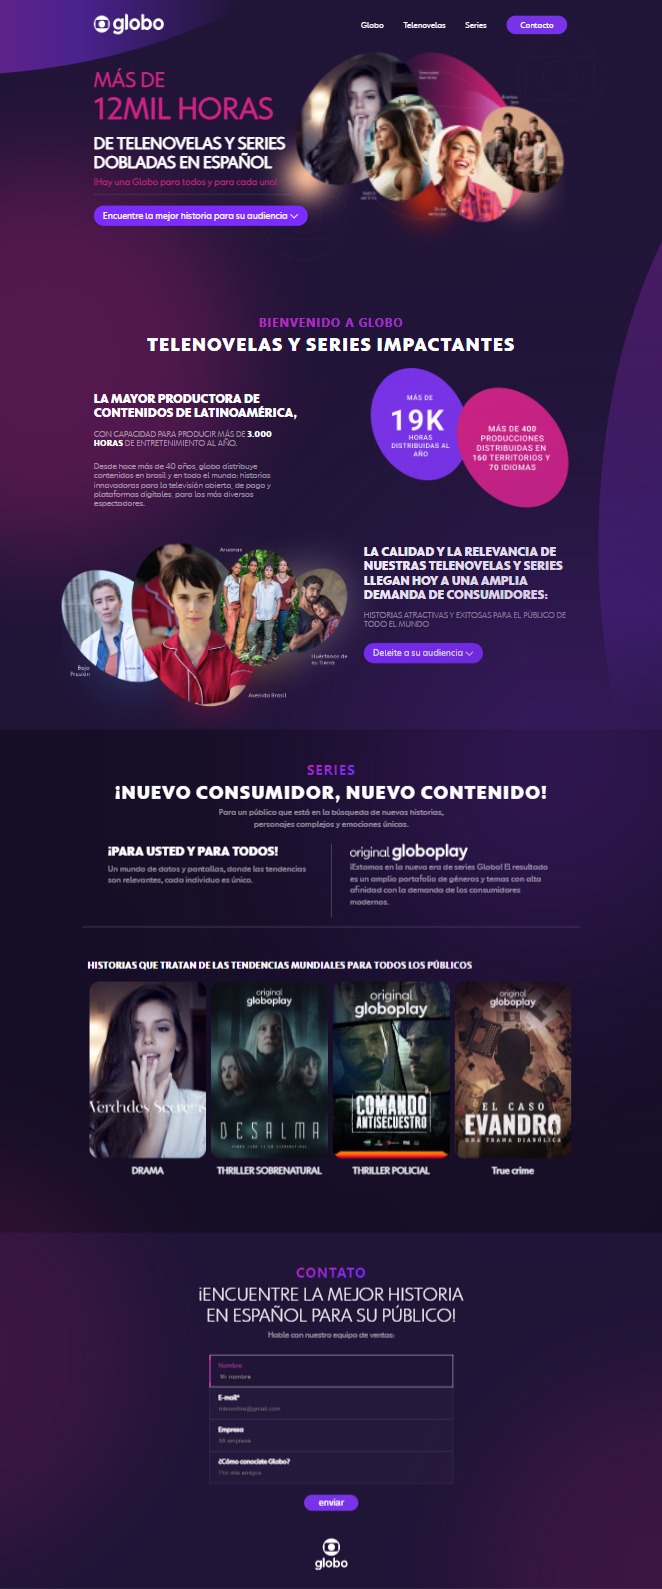 globo
Globo
Telenovelas
Series
Contacto
MÁS DE
12MIL HORAS
DE TELENOVELAS Y SERIES
DOBLADAS EN ESPAÑOL
¡Hay una Globo para todos y para cada uno!
Encuentre la mejor historia para su audiencia
BIENVENIDO A GLOBO
TELENOVELAS Y SERIES IMPACTANTES
LA MAYOR PRODUCTORA DE
CONTENIDOS DE LATINOAMÉRICA,
CON CAPACIDAD PARA PRODUCIR MÁS DE 3.000
HORAS DE ENTRETENIMIENTO AL AÑO.
Desde hace más de 40 años, globo distribuye
contenidos en brasil y en todo el mundo: historias
innovadoras para la televisión abierta, de pago y
plataformas digitales, para los más diversos
espectadores.
MÁS DE
19K
HORAS
DISTRIBUIDAS AL
AÑO
MÁS DE 400
PRODUCCIONES
DISTRIBUIDAS EN
160 TERRITORIOS Y
70 IDIOMAS
Aruanas
Bajo
Presión
Huérfanos de
su Tierra
Avenida Brasil
LA CALIDAD Y LA RELEVANCIA DE
NUESTRAS TELENOVELAS Y SERIES
LLEGAN HOY A UNA AMPLIA
DEMANDA DE CONSUMIDORES:
HISTORIAS ATRACTIVAS Y EXITOSAS PARA EL PÚBLICO DE
TODO EL MUNDO
Deleite a su audiencia
SERIES
¡NUEVO CONSUMIDOR, NUEVO CONTENIDO!
Para un público que está en la búsqueda de nuevas historias,
personajes complejos y emociones únicas.
¡PARA USTED Y PARA TODOS!
Un mundo de datos y pantallas, donde las tendencias
son relevantes, cada individuo es único.
original globoplay
¡Estamos en la nueva era de series Globo! El resultado
es un amplio portafolio de géneros y temas con alta
afinidad con la demanda de los consumidores
modernos.
HISTORIAS QUE TRATAN DE LAS TENDENCIAS MUNDIALES PARA TODOS LOS PÚBLICOS
Verdades Secretas
DRAMA
original
globoplay
DESALMA
THRILLER SOBRENATURAL
original
globoplay
COMANDO
ANTISECUESTRO
THRILLER POLICIAL
original
globoplay
EL CASO
EVANDRO
UNA TRAMA DIABÓLICA
True crime
CONTATO
¡ENCUENTRE LA MEJOR HISTORIA
EN ESPAÑOL PARA SU PÚBLICO!
Hable con nuestro equipo de ventas:
Nombre
Mi nombre
E-mail*
Empresa
Mi empresa
¿Cómo conociste Globo?
Por mis amigos
enviar
globo